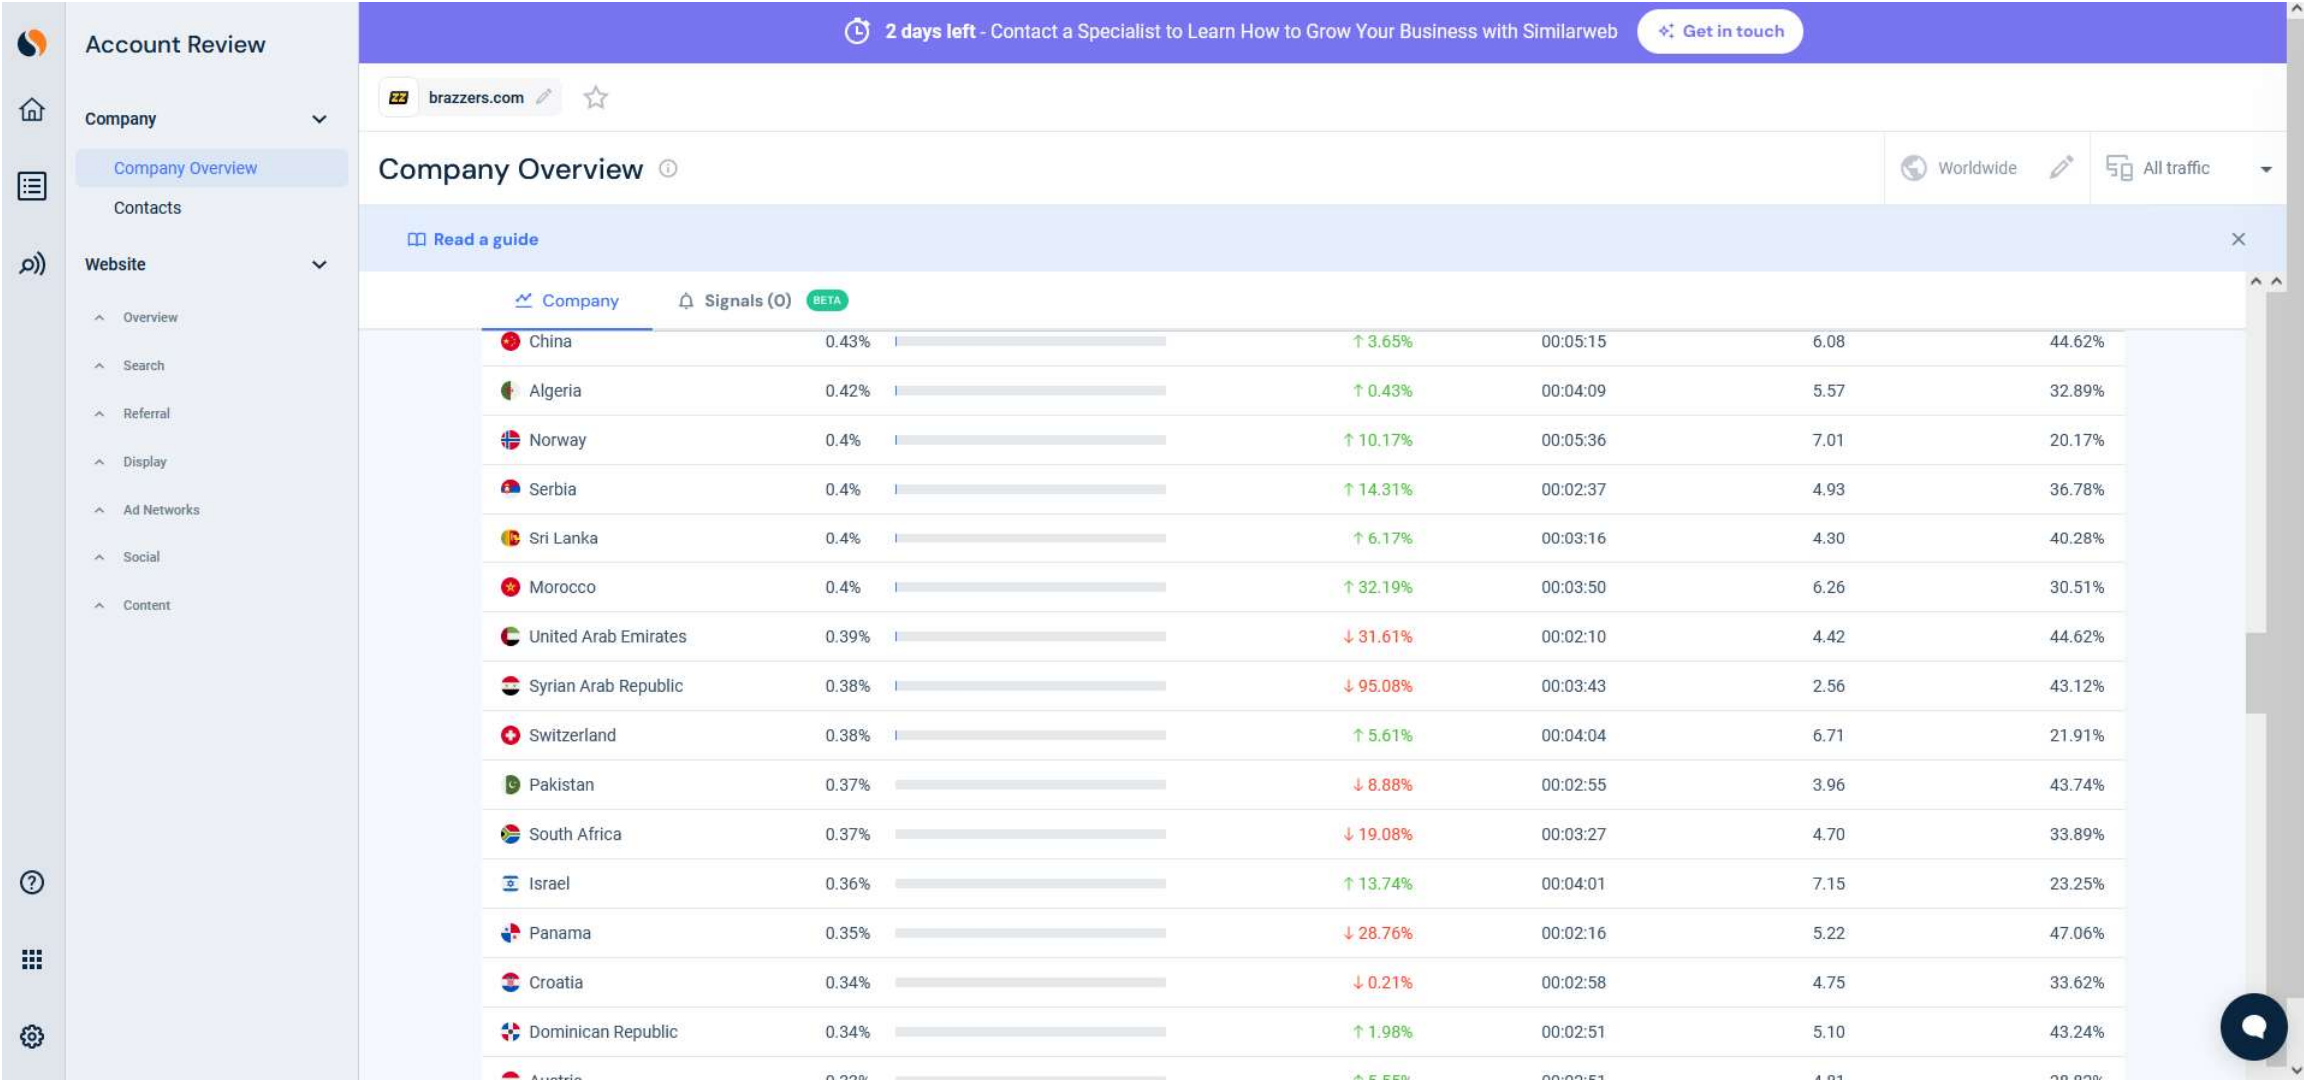 2 days left - Contact a Specialist to Learn How to Grow Your Business with Similarweb Get in touch
Account Review
brazzers.com
Company
Company Overview
Contacts
Website
Overview
Search
Referral
Display
Ad Networks
Social
Content
Company Overview Worldwide All traffic
Read a guide
Company Signals (0) BETA
China 0.43% ↑ 3.65% 00:05:15 6.08 44.62%
Algeria 0.42% ↑ 0.43% 00:04:09 5.57 32.89%
Norway 0.4% ↑ 10.17% 00:05:36 7.01 20.17%
Serbia 0.4% ↑ 14.31% 00:02:37 4.93 36.78%
Sri Lanka 0.4% ↑ 6.17% 00:03:16 4.30 40.28%
Morocco 0.4% ↑ 32.19% 00:03:50 6.26 30.51%
United Arab Emirates 0.39% ↓ 31.61% 00:02:10 4.42 44.62%
Syrian Arab Republic 0.38% ↓ 95.08% 00:03:43 2.56 43.12%
Switzerland 0.38% ↑ 5.61% 00:04:04 6.71 21.91%
Pakistan 0.37% ↓ 8.88% 00:02:55 3.96 43.74%
South Africa 0.37% ↓ 19.08% 00:03:27 4.70 33.89%
Israel 0.36% ↑ 13.74% 00:04:01 7.15 23.25%
Panama 0.35% ↓ 28.76% 00:02:16 5.22 47.06%
Croatia 0.34% ↓ 0.21% 00:02:58 4.75 33.62%
Dominican Republic 0.34% ↑ 1.98% 00:02:51 5.10 43.24%
Austria